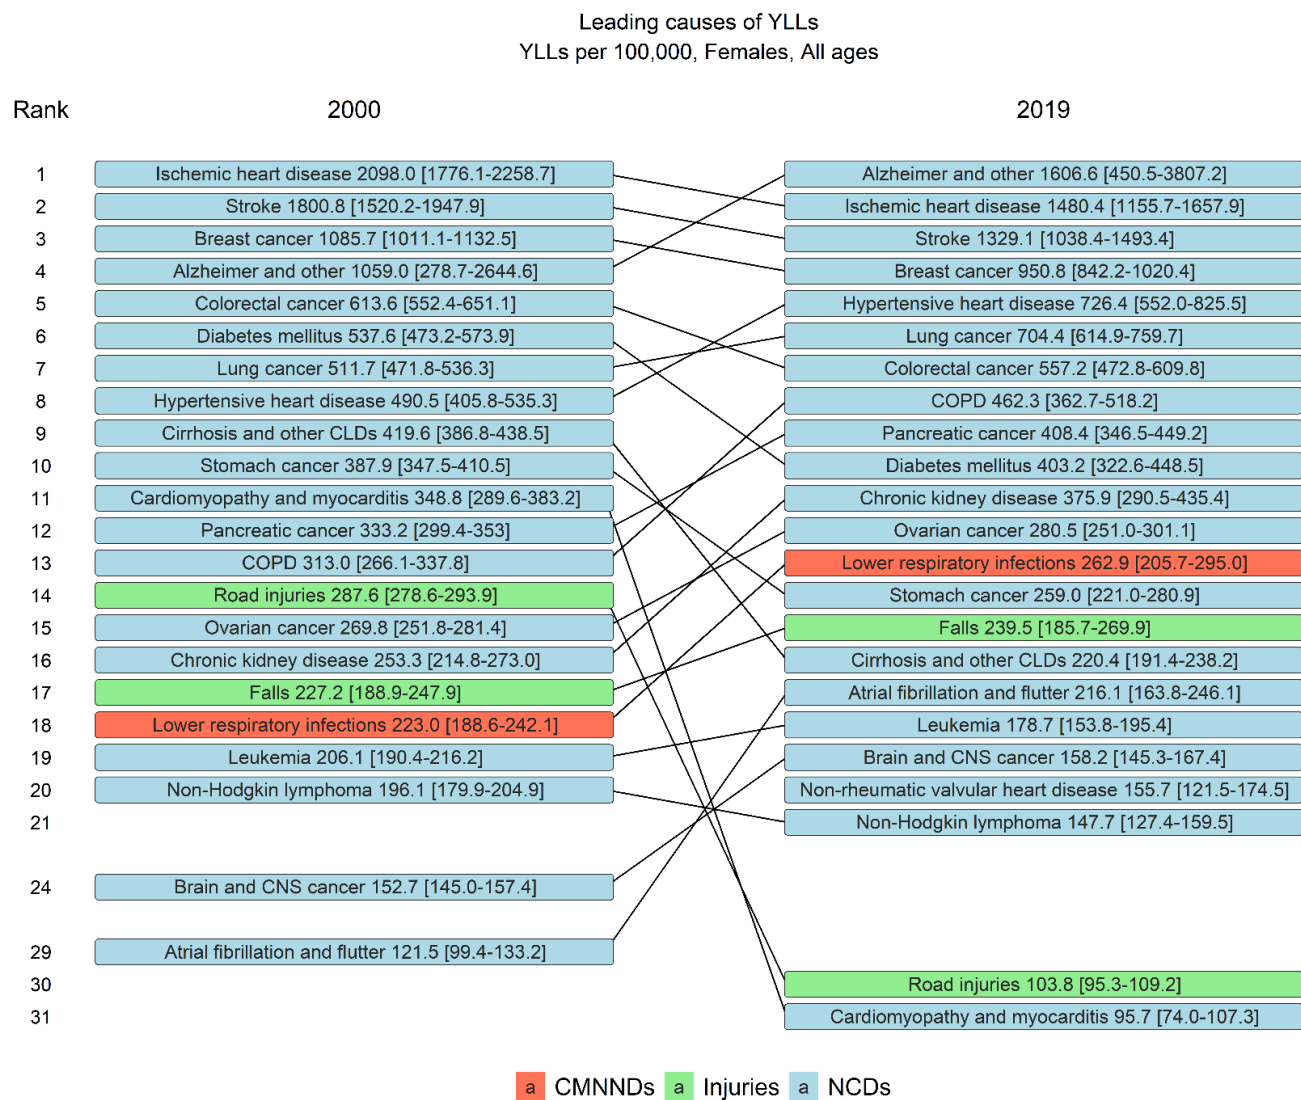 Leading causes of YLLs
YLLs per 100,000, Females, All ages
Rank 2000 2019
1 Ischemic heart disease 2098.0 [1776.1-2258.7] Alzheimer and other 1606.6 [450.5-3807.2]
2 Stroke 1800.8 [1520.2-1947.9] Ischemic heart disease 1480.4 [1155.7-1657.9]
3 Breast cancer 1085.7 [1011.1-1132.5] Stroke 1329.1 [1038.4-1493.4]
4 Alzheimer and other 1059.0 [278.7-2644.6] Breast cancer 950.8 [842.2-1020.4]
5 Colorectal cancer 613.6 [552.4-651.1] Hypertensive heart disease 726.4 [552.0-825.5]
6 Diabetes mellitus 537.6 [473.2-573.9] Lung cancer 704.4 [614.9-759.7]
7 Lung cancer 511.7 [471.8-536.3] Colorectal cancer 557.2 [472.8-609.8]
8 Hypertensive heart disease 490.5 [405.8-535.3] COPD 462.3 [362.7-518.2]
9 Cirrhosis and other CLDs 419.6 [386.8-438.5] Pancreatic cancer 408.4 [346.5-449.2]
10 Stomach cancer 387.9 [347.5-410.5] Diabetes mellitus 403.2 [322.6-448.5]
11 Cardiomyopathy and myocarditis 348.8 [289.6-383.2] Chronic kidney disease 375.9 [290.5-435.4]
12 Pancreatic cancer 333.2 [299.4-353] Ovarian cancer 280.5 [251.0-301.1]
13 COPD 313.0 [266.1-337.8] Lower respiratory infections 262.9 [205.7-295.0]
14 Road injuries 287.6 [278.6-293.9] Stomach cancer 259.0 [221.0-280.9]
15 Ovarian cancer 269.8 [251.8-281.4] Falls 239.5 [185.7-269.9]
16 Chronic kidney disease 253.3 [214.8-273.0] Cirrhosis and other CLDs 220.4 [191.4-238.2]
17 Falls 227.2 [188.9-247.9] Atrial fibrillation and flutter 216.1 [163.8-246.1]
18 Lower respiratory infections 223.0 [188.6-242.1] Leukemia 178.7 [153.8-195.4]
19 Leukemia 206.1 [190.4-216.2] Brain and CNS cancer 158.2 [145.3-167.4]
20 Non-Hodgkin lymphoma 196.1 [179.9-204.9] Non-rheumatic valvular heart disease 155.7 [121.5-174.5]
21 Non-Hodgkin lymphoma 147.7 [127.4-159.5]
24 Brain and CNS cancer 152.7 [145.0-157.4]
29 Atrial fibrillation and flutter 121.5 [99.4-133.2]
30 Road injuries 103.8 [95.3-109.2]
31 Cardiomyopathy and myocarditis 95.7 [74.0-107.3]
a CMNNDs a Injuries a NCDs